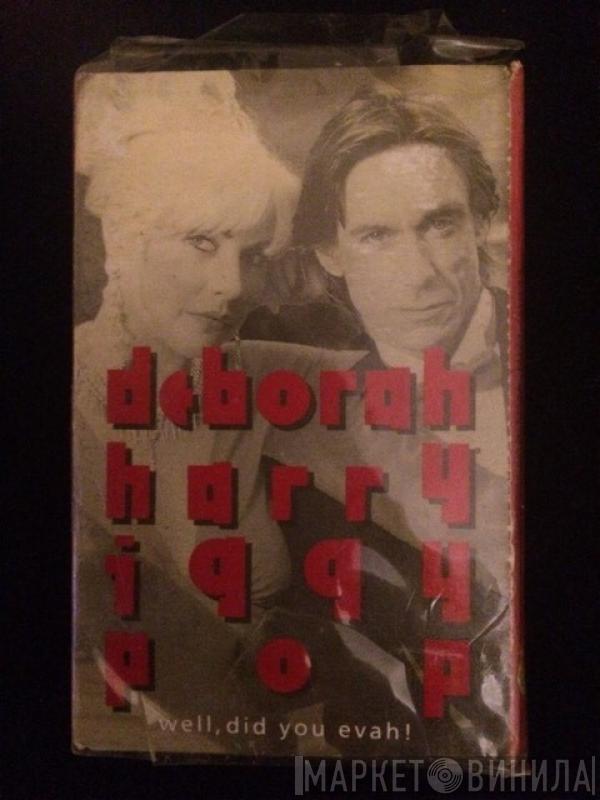 deborah
harry
iggy
pop
well, did you evah!
МАРКЕТ ВИНИЛА